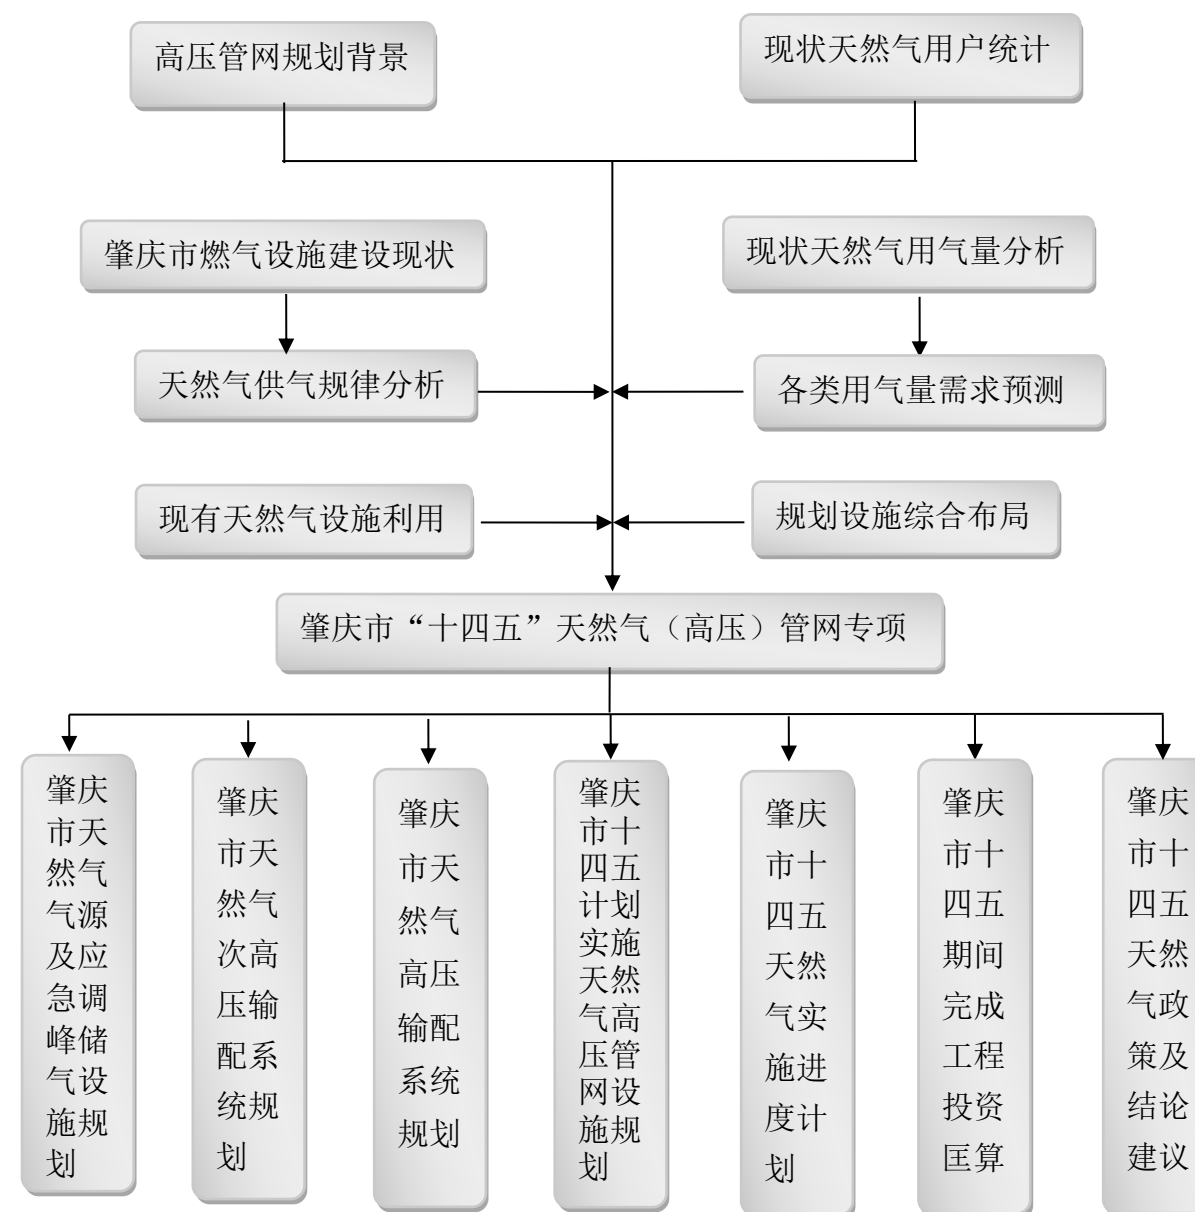 高压管网规划背景
现状天然气用户统计
肇庆市燃气设施建设现状
现状天然气用气量分析
天然气供气规律分析
各类用气量需求预测
现有天然气设施利用
规划设施综合布局
肇庆市“十四五”天然气（高压）管网专项
肇庆
市天
然气
气源
及应
急调
峰储
气设
施规
划
肇庆
市天
然气
次高
压输
配系
统规
划
肇庆
市天
然气
高压
输配
系统
规划
肇庆
市十
四五
计划
实施
天然
气高
压管
网设
施规
划
肇庆
市十
四五
天然
气实
施进
度计
划
肇庆
市十
四五
期间
完成
工程
投资
匡算
肇庆
市十
四五
天然
气政
策及
结论
建议